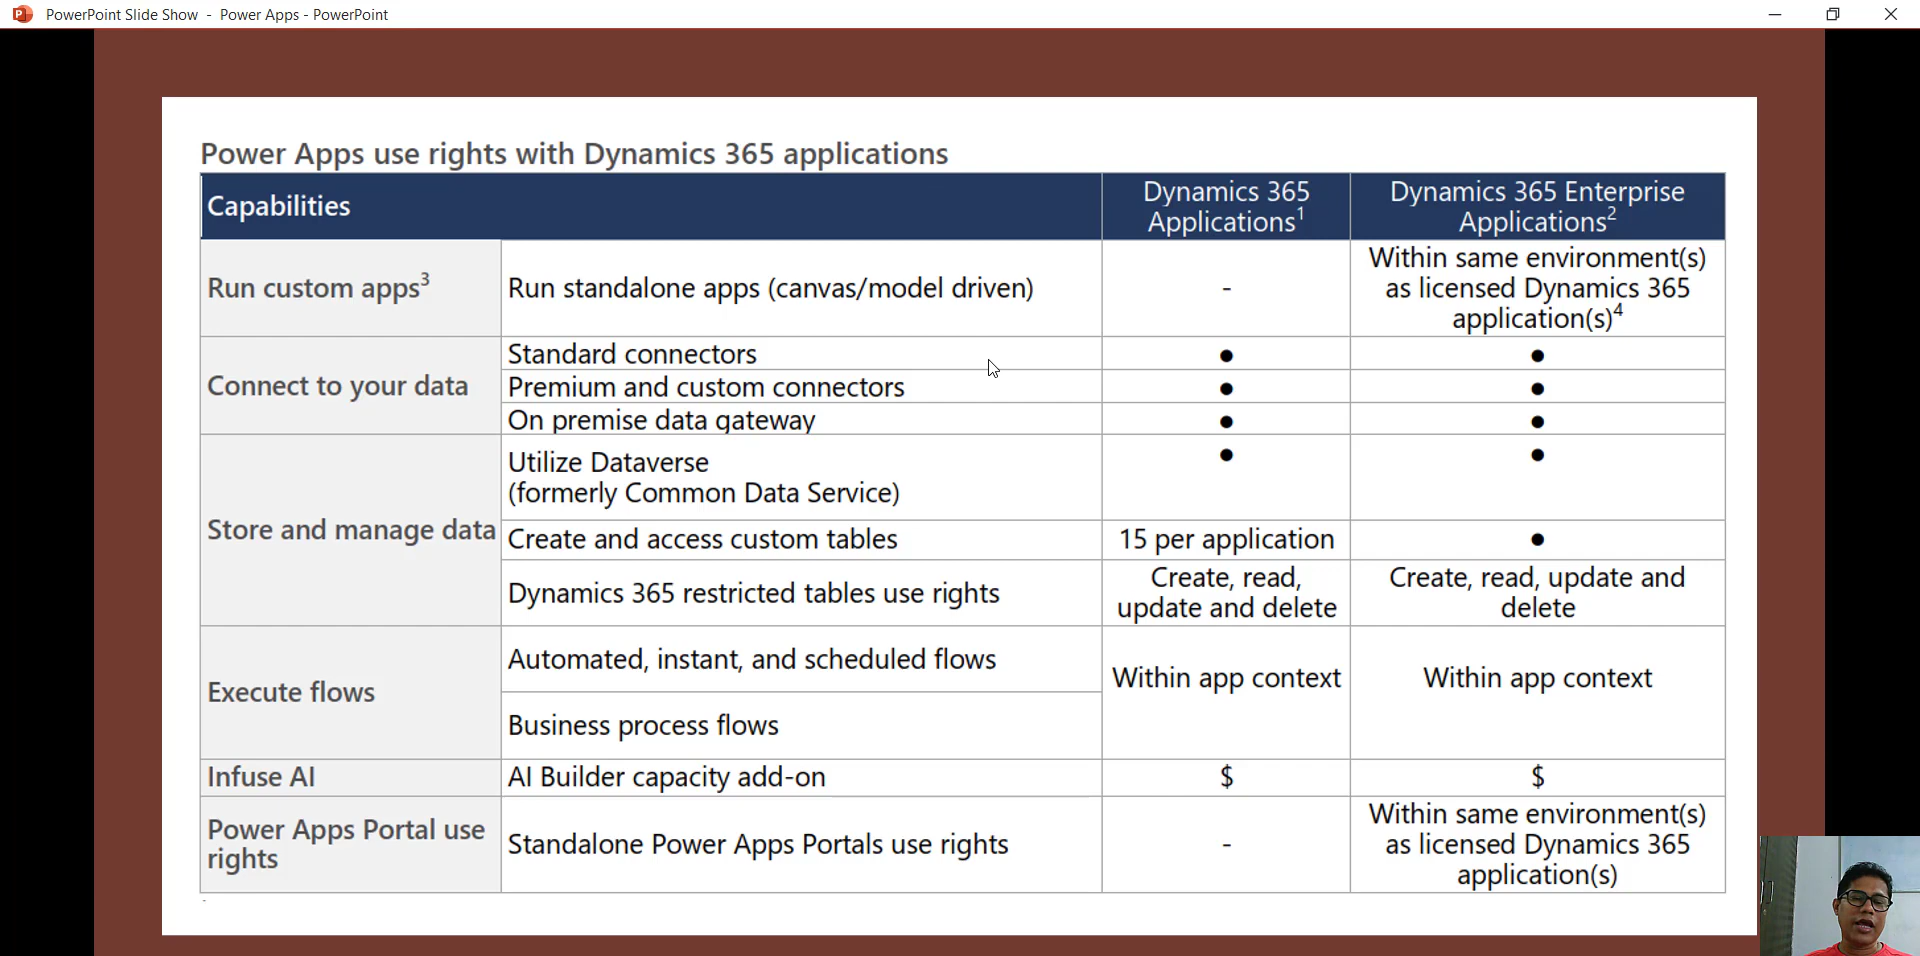 PowerPoint Slide Show - Power Apps - PowerPoint
Power Apps use rights with Dynamics 365 applications
Capabilities
Dynamics 365
Applications¹
Dynamics 365 Enterprise
Applications²
Run custom apps³
Run standalone apps (canvas/model driven)
-
Within same environment(s)
as licensed Dynamics 365
application(s)⁴
Connect to your data
Standard connectors
● ●
Premium and custom connectors
● ●
On premise data gateway
● ●
Store and manage data
Utilize Dataverse
(formerly Common Data Service)
● ●
Create and access custom tables
15 per application
●
Dynamics 365 restricted tables use rights
Create, read,
update and delete
Create, read, update and
delete
Execute flows
Automated, instant, and scheduled flows
Business process flows
Within app context
Within app context
Infuse AI
AI Builder capacity add-on
$ $
Power Apps Portal use
rights
Standalone Power Apps Portals use rights
-
Within same environment(s)
as licensed Dynamics 365
application(s)